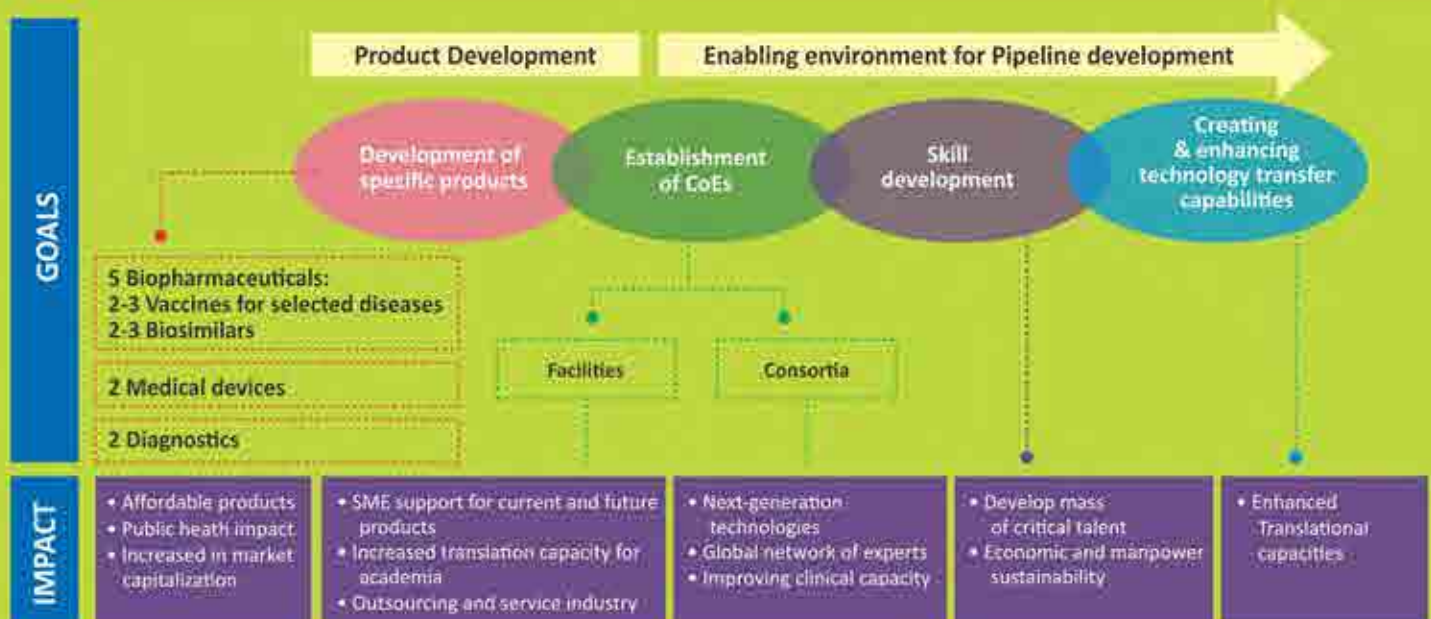 Product Development
Enabling environment for Pipeline development
GOALS
Development of
specific products
Establishment
of CoEs
Skill
development
Creating
& enhancing
technology transfer
capabilities
5 Biopharmaceuticals:
2-3 Vaccines for selected diseases
2-3 Biosimilars
2 Medical devices
2 Diagnostics
Facilities
Consortia
IMPACT
• Affordable products
• Public heath impact
• Increased in market
capitalization
• SME support for current and future
products
• Increased translation capacity for
academia
• Outsourcing and service industry
• Next-generation
technologies
• Global network of experts
• Improving clinical capacity
• Develop mass
of critical talent
• Economic and manpower
sustainability
• Enhanced
Translational
capacities